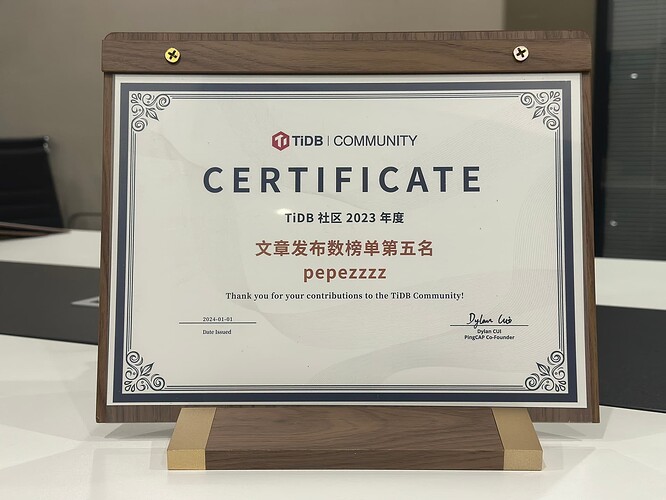 TiDB | COMMUNITY
CERTIFICATE
TiDB 社区 2023 年度
文章发布数榜单第五名
pepezzzz
Thank you for your contributions to the TiDB Community!
2024-01-01
Date Issued
Dylan Cui
Dylan CUI
PingCAP Co-Founder